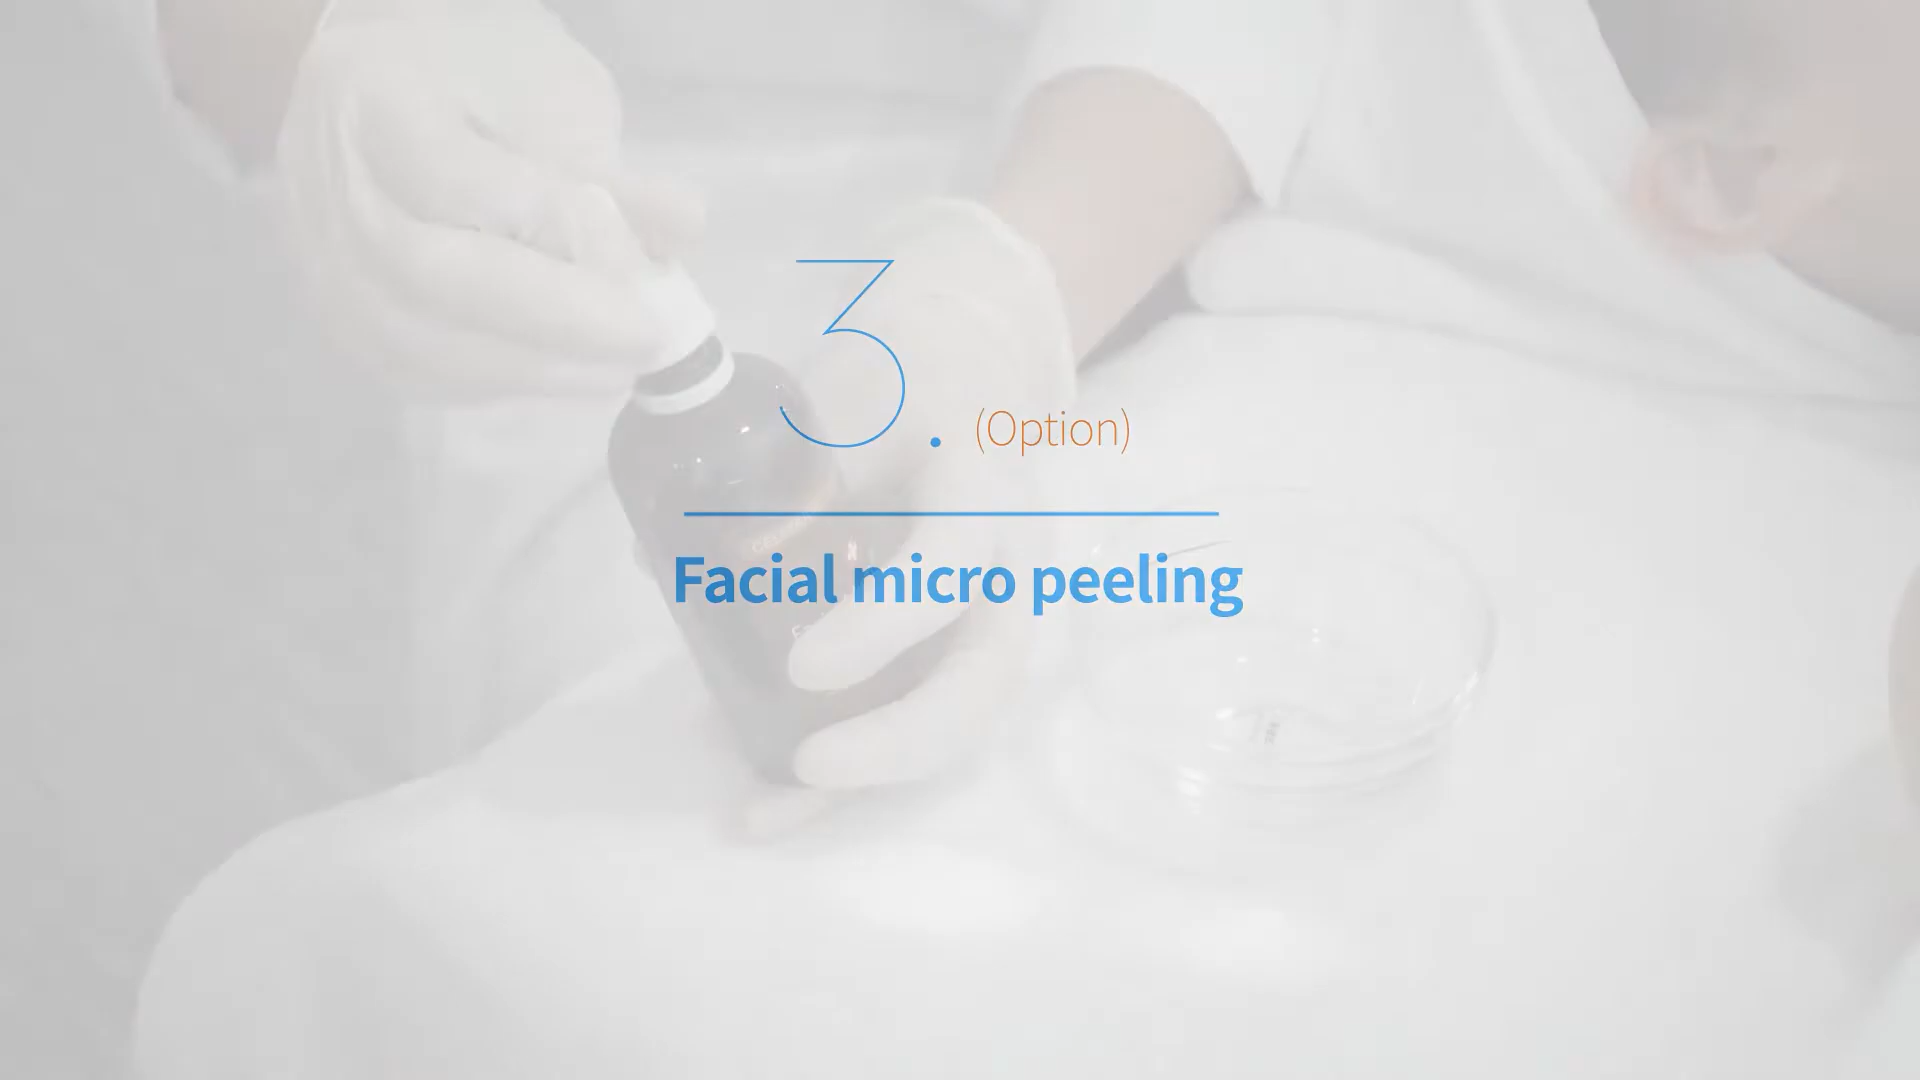 3. (Option)
Facial micro peeling